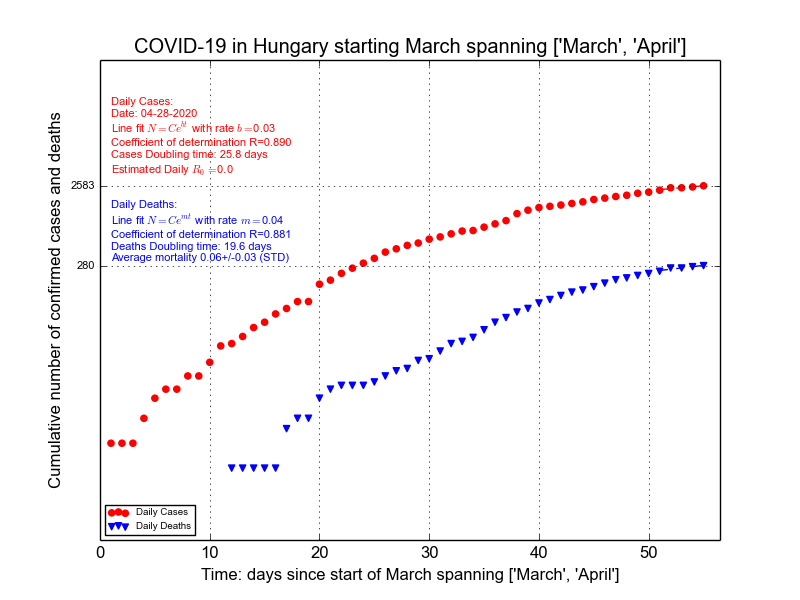 COVID-19 in Hungary starting March spanning ['March', 'April']
Daily Cases:
Date: 04-28-2020
Line fit N = Ce^{bt} with rate b =0.03
Coefficient of determination R=0.890
Cases Doubling time: 25.8 days
Estimated Daily R_0 =0.0
2583
Daily Deaths:
Line fit N = Ce^{mt} with rate m =0.04
Coefficient of determination R=0.881
Deaths Doubling time: 19.6 days
Average mortality 0.06+/-0.03 (STD)
280
Cumulative number of confirmed cases and deaths
Daily Cases
Daily Deaths
0 10 20 30 40 50
Time: days since start of March spanning ['March', 'April']